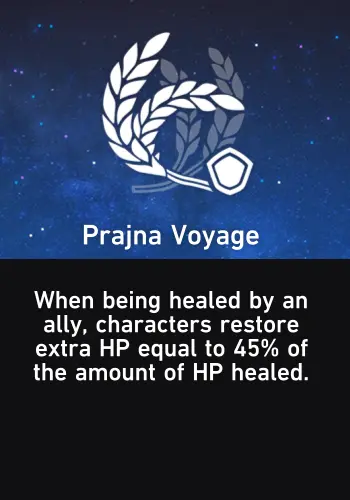 Prajna Voyage
When being healed by an
ally, characters restore
extra HP equal to 45% of
the amount of HP healed.